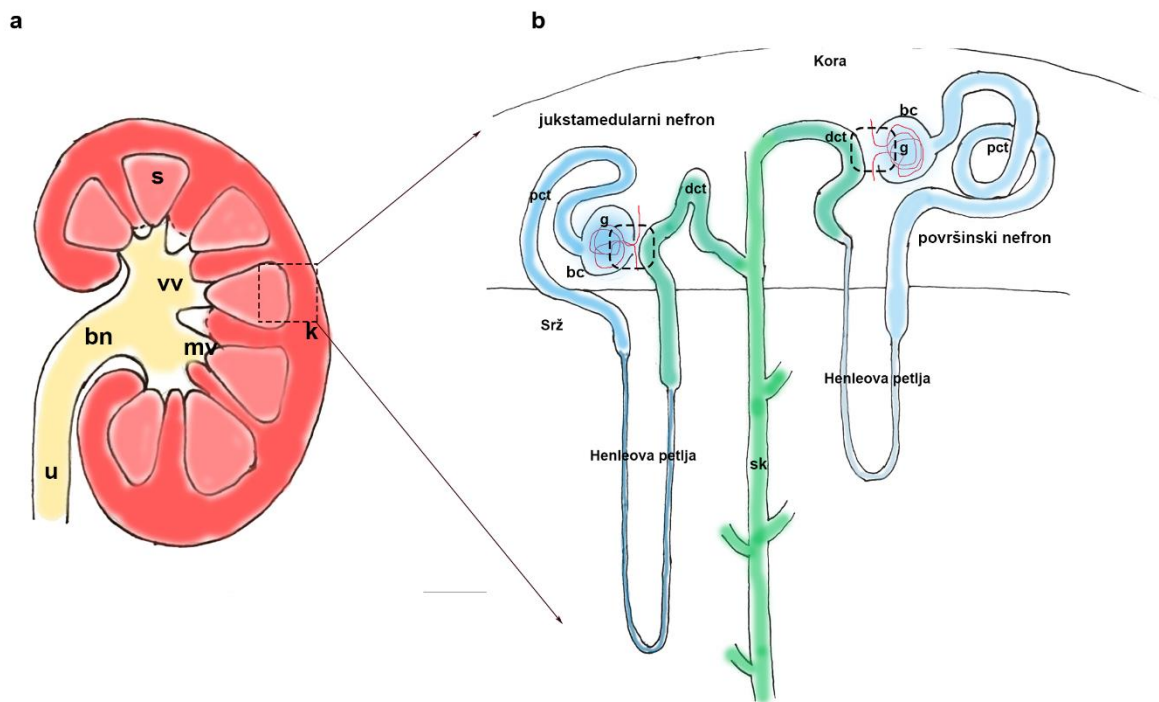 a
s
vv
bn
mv
k
u
b
Kora
jukstamedularni nefron
bc
dct
g
pct
pct
dct
g
bc
površinski nefron
Srž
Henleova petlja
Henleova petlja
sk